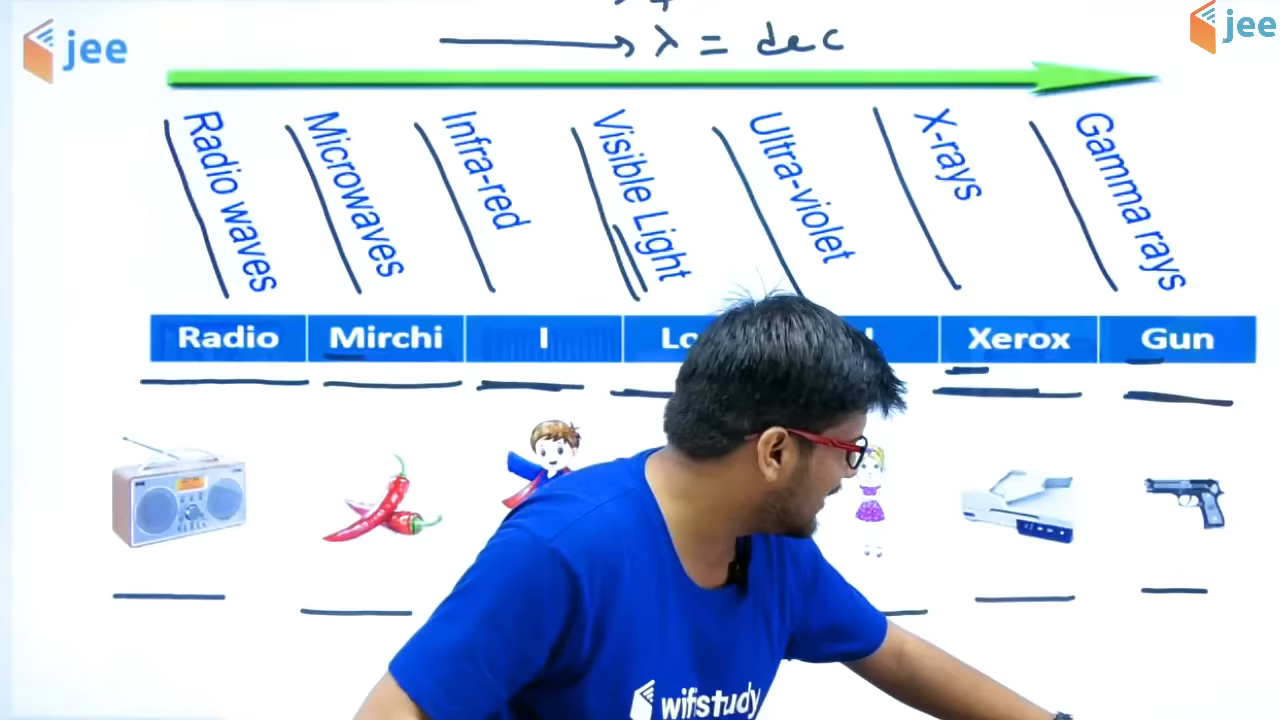 jee
jee
λ = dec
Radio waves
Microwaves
Infra-red
Visible Light
Ultra-violet
X-rays
Gamma rays
Radio
Mirchi
I
Xerox
Gun
wifistudy